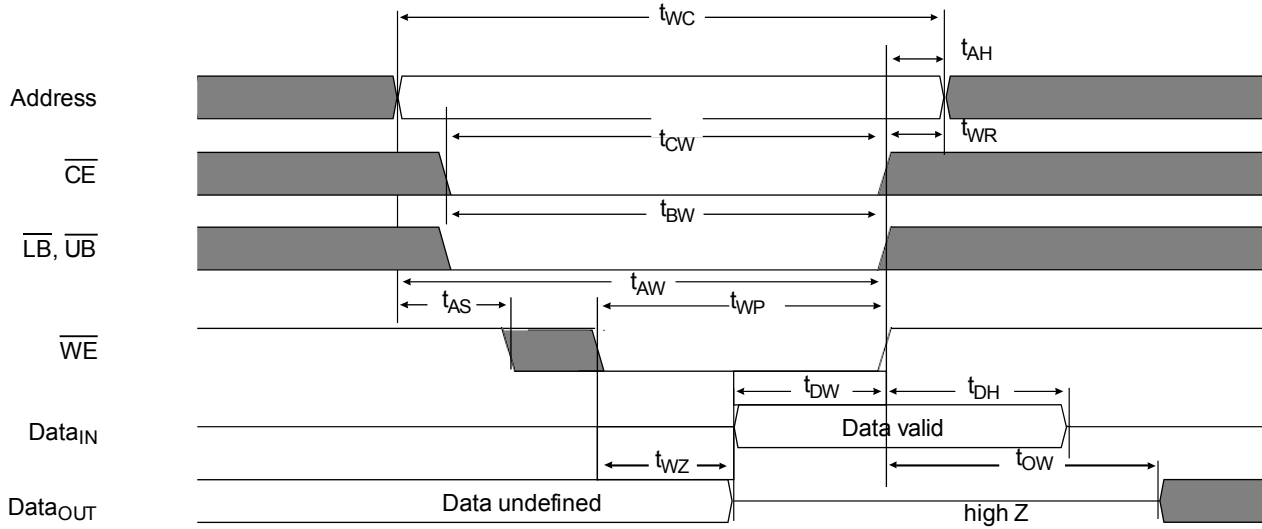 tWC
tAH
Address
tCW
tWR
CE
tBW
LB, UB
tAW
tAS
tWP
WE
tDW
tDH
DataIN
Data valid
tWZ
tOW
DataOUT
Data undefined
high Z